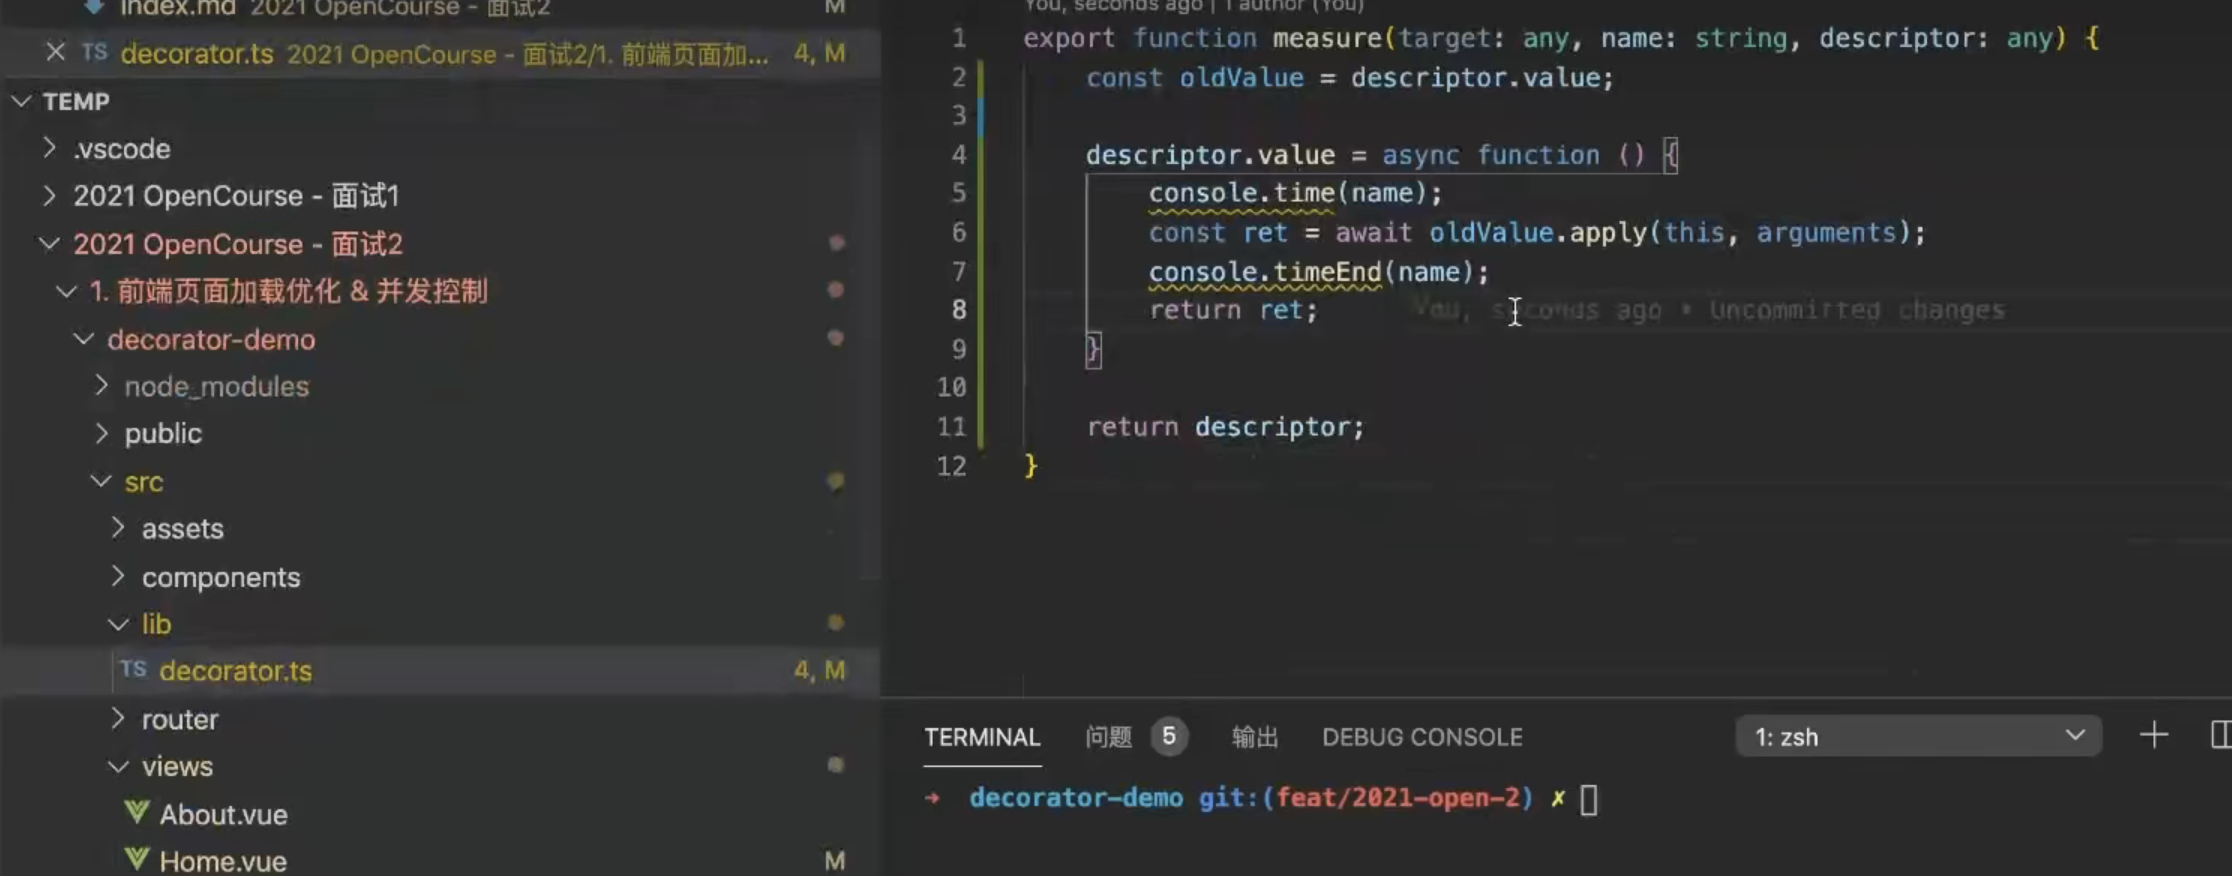 index.md 2021 OpenCourse - 面试2 M
TS decorator.ts 2021 OpenCourse - 面试2/1. 前端页面加... 4, M
TEMP
.vscode
2021 OpenCourse - 面试1
2021 OpenCourse - 面试2
1. 前端页面加载优化 & 并发控制
decorator-demo
node_modules
public
src
assets
components
lib
TS decorator.ts 4, M
router
views
About.vue
Home.vue M
You, seconds ago | 1 author (You)
1 export function measure(target: any, name: string, descriptor: any) {
2 const oldValue = descriptor.value;
3
4 descriptor.value = async function () {
5 console.time(name);
6 const ret = await oldValue.apply(this, arguments);
7 console.timeEnd(name);
8 return ret; You, seconds ago • Uncommitted changes
9 }
10
11 return descriptor;
12 }
TERMINAL 问题 5 输出 DEBUG CONSOLE 1: zsh
→ decorator-demo git:(feat/2021-open-2) ✗